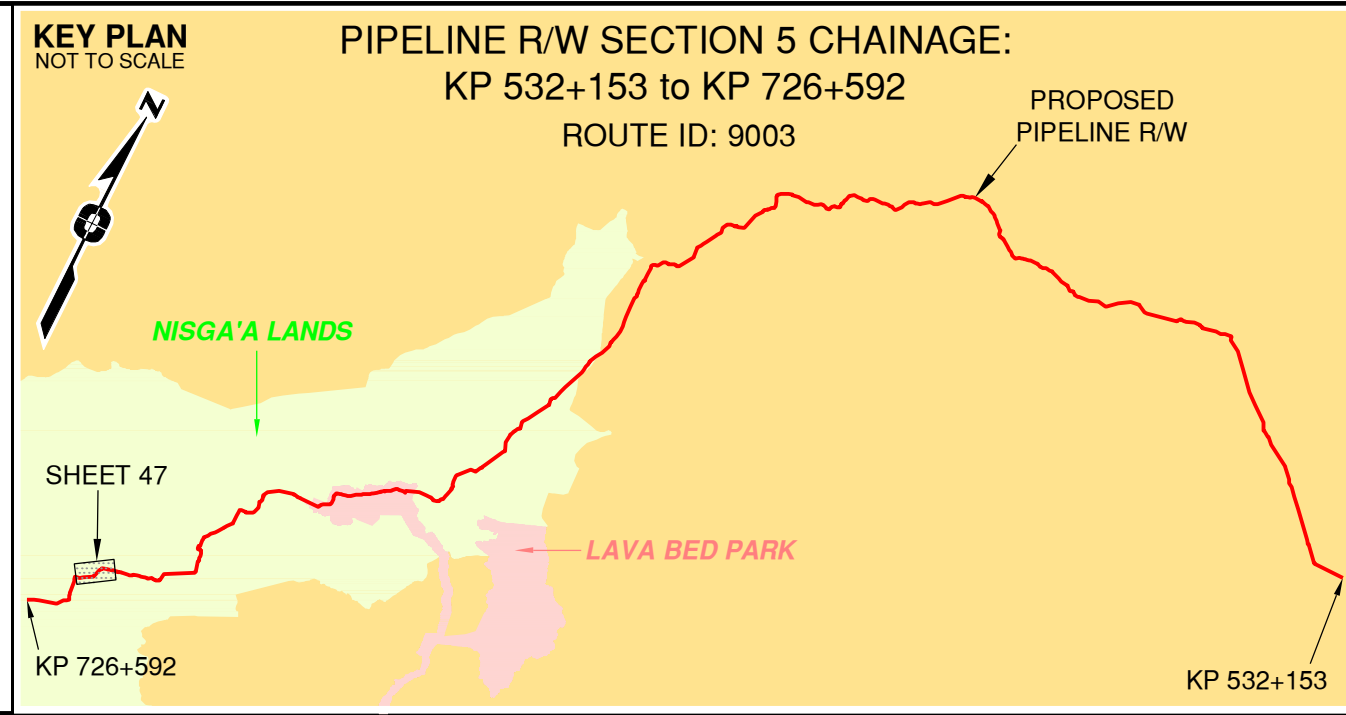 KEY PLAN
NOT TO SCALE
PIPELINE R/W SECTION 5 CHAINAGE:
KP 532+153 to KP 726+592
ROUTE ID: 9003
PROPOSED
PIPELINE R/W
N
NISGA'A LANDS
SHEET 47
LAVA BED PARK
KP 726+592
KP 532+153